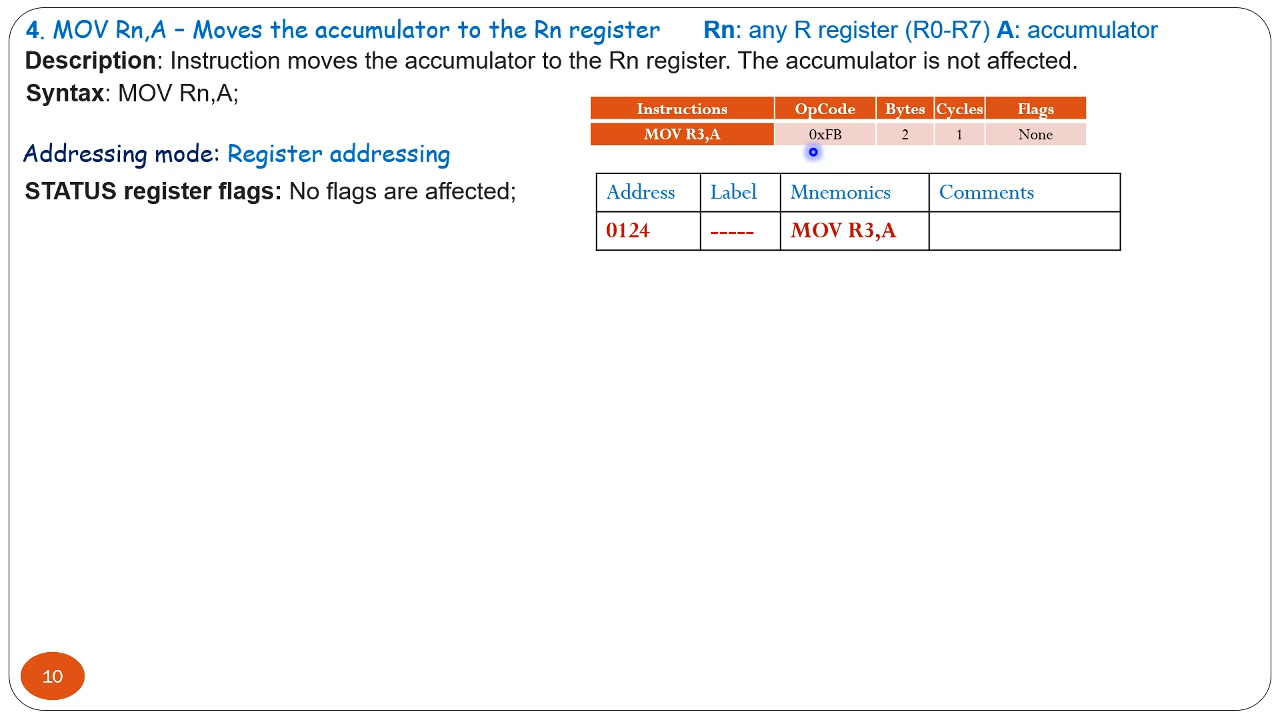 4. MOV Rn,A – Moves the accumulator to the Rn register Rn: any R register (R0-R7) A: accumulator
Description: Instruction moves the accumulator to the Rn register. The accumulator is not affected.
Syntax: MOV Rn,A;
Instructions OpCode Bytes Cycles Flags
MOV R3,A 0xFB 2 1 None
Addressing mode: Register addressing
STATUS register flags: No flags are affected;
Address Label Mnemonics Comments
0124 ----- MOV R3,A
10